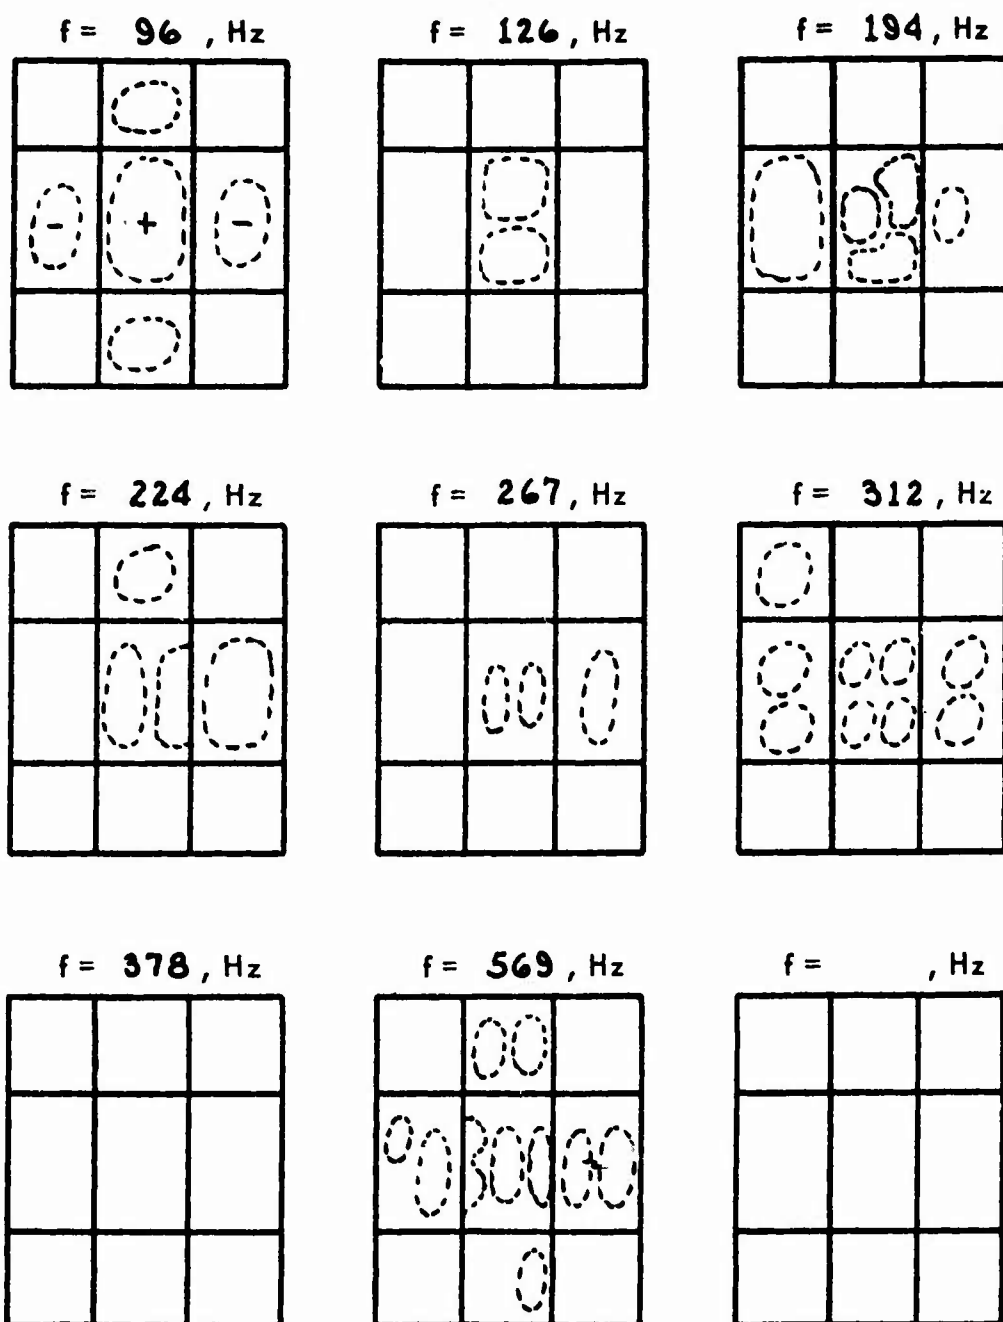 f = 96 , Hz
f = 126 , Hz
f = 194 , Hz
- + -
f = 224 , Hz
f = 267 , Hz
f = 312 , Hz
f = 378 , Hz
f = 569 , Hz
f = , Hz
+